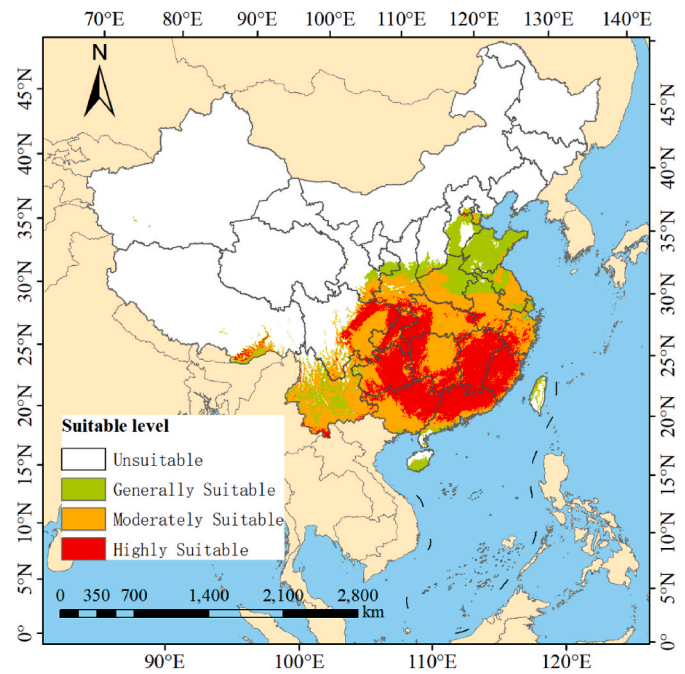 70°E 80°E 90°E 100°E 110°E 120°E 130°E 140°E
N
45°N 45°N
40°N 40°N
35°N 35°N
30°N 30°N
25°N 25°N
20°N 20°N
Suitable level
Unsuitable
15°N 15°N
Generally Suitable
Moderately Suitable
10°N 10°N
Highly Suitable
5°N 5°N
0 350 700 1,400 2,100 2,800
km
0° 0°
90°E 100°E 110°E 120°E